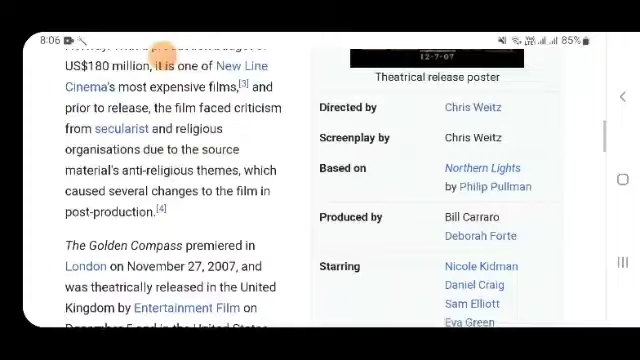 8:06
85%
US$180 million, it is one of New Line
Cinema's most expensive films,[3] and
prior to release, the film faced criticism
from secularist and religious
organisations due to the source
material's anti-religious themes, which
caused several changes to the film in
post-production.[4]
The Golden Compass premiered in
London on November 27, 2007, and
was theatrically released in the United
Kingdom by Entertainment Film on
12-7-07
Theatrical release poster
Directed by Chris Weitz
Screenplay by Chris Weitz
Based on Northern Lights
by Philip Pullman
Produced by Bill Carraro
Deborah Forte
Starring Nicole Kidman
Daniel Craig
Sam Elliott
Eva Green